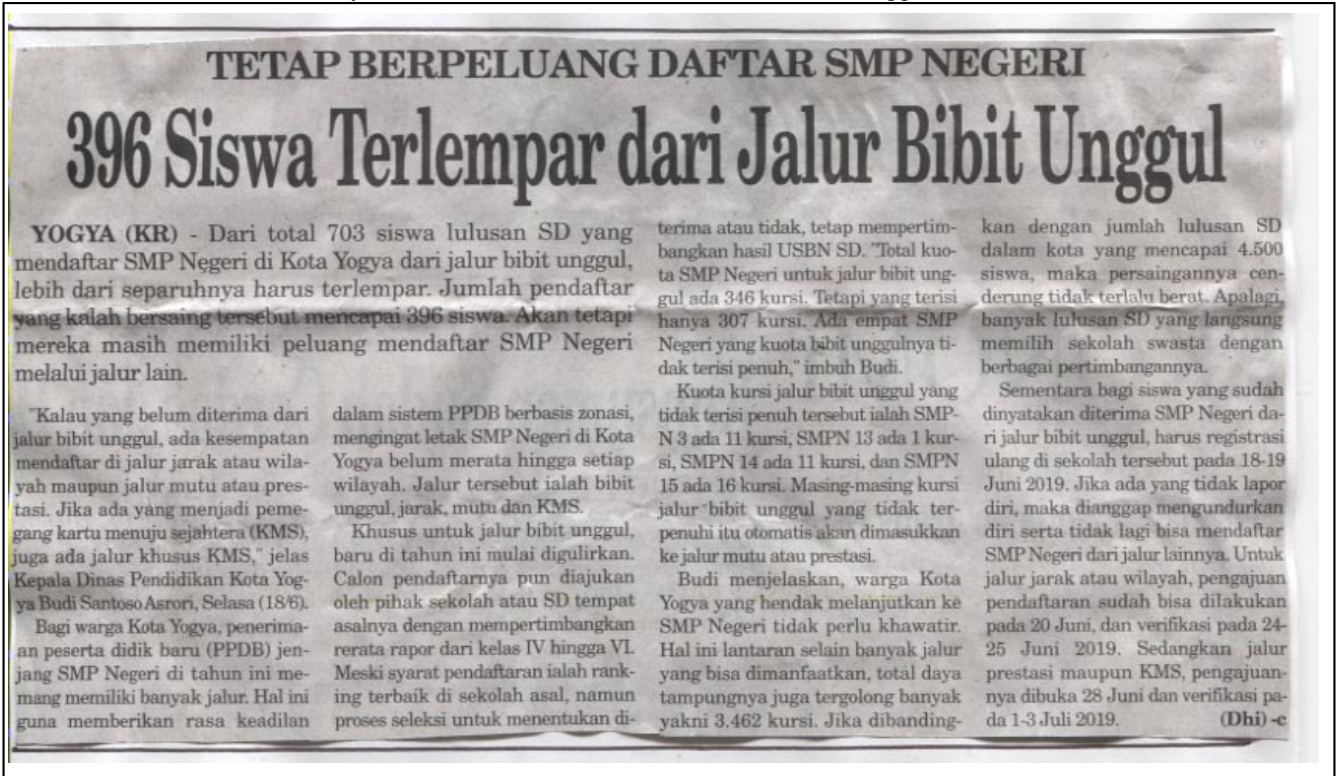 TETAP BERPELUANG DAFTAR SMP NEGERI
396 Siswa Terlempar dari Jalur Bibit Unggul
YOGYA (KR) - Dari total 703 siswa lulusan SD yang
mendaftar SMP Negeri di Kota Yogya dari jalur bibit unggul,
lebih dari separuhnya harus terlempar. Jumlah pendaftar
yang kalah bersaing tersebut mencapai 396 siswa. Akan tetapi
mereka masih memiliki peluang mendaftar SMP Negeri
melalui jalur lain.
"Kalau yang belum diterima dari
jalur bibit unggul, ada kesempatan
mendaftar di jalur jarak atau wila-
yah maupun jalur mutu atau pres-
tasi. Jika ada yang menjadi peme-
gang kartu menuju sejahtera (KMS),
juga ada jalur khusus KMS," jelas
Kepala Dinas Pendidikan Kota Yog-
ya Budi Santoso Asrori, Selasa (18/6).
Bagi warga Kota Yogya, penerima-
an peserta didik baru (PPDB) jen-
jang SMP Negeri di tahun ini me-
mang memiliki banyak jalur. Hal ini
guna memberikan rasa keadilan
dalam sistem PPDB berbasis zonasi,
mengingat letak SMP Negeri di Kota
Yogya belum merata hingga setiap
wilayah. Jalur tersebut ialah bibit
unggul, jarak, mutu dan KMS.
Khusus untuk jalur bibit unggul,
baru di tahun ini mulai digulirkan.
Calon pendaftarnya pun diajukan
oleh pihak sekolah atau SD tempat
asalnya dengan mempertimbangkan
rerata rapor dari kelas IV hingga VI.
Meski syarat pendaftaran ialah rank-
ing terbaik di sekolah asal, namun
proses seleksi untuk menentukan di-
terima atau tidak, tetap mempertim-
bangkan hasil USBN SD. "Total kuo-
ta SMP Negeri untuk jalur bibit ung-
gul ada 346 kursi. Tetapi yang terisi
hanya 307 kursi. Ada empat SMP
Negeri yang kuota bibit unggulnya ti-
dak terisi penuh," imbuh Budi.
Kuota kursi jalur bibit unggul yang
tidak terisi penuh tersebut ialah SMP-
N 3 ada 11 kursi, SMPN 13 ada 1 kur-
si, SMPN 14 ada 11 kursi, dan SMPN
15 ada 16 kursi. Masing-masing kursi
jalur bibit unggul yang tidak ter-
penuhi itu otomatis akan dimasukkan
ke jalur mutu atau prestasi.
Budi menjelaskan, warga Kota
Yogya yang hendak melanjutkan ke
SMP Negeri tidak perlu khawatir.
Hal ini lantaran selain banyak jalur
yang bisa dimanfaatkan, total daya
tampungnya juga tergolong banyak
yakni 3.462 kursi. Jika dibanding-
kan dengan jumlah lulusan SD
dalam kota yang mencapai 4.500
siswa, maka persaingannya cen-
derung tidak terlalu berat. Apalagi,
banyak lulusan SD yang langsung
memilih sekolah swasta dengan
berbagai pertimbangannya.
Sementara bagi siswa yang sudah
dinyatakan diterima SMP Negeri da-
ri jalur bibit unggul, harus registrasi
ulang di sekolah tersebut pada 18-19
Juni 2019. Jika ada yang tidak lapor
diri, maka dianggap mengundurkan
diri serta tidak lagi bisa mendaftar
SMP Negeri dari jalur lainnya. Untuk
jalur jarak atau wilayah, pengajuan
pendaftaran sudah bisa dilakukan
pada 20 Juni, dan verifikasi pada 24-
25 Juni 2019. Sedangkan jalur
prestasi maupun KMS, pengajuan-
nya dibuka 28 Juni dan verifikasi pa-
da 1-3 Juli 2019. (Dhi) -c